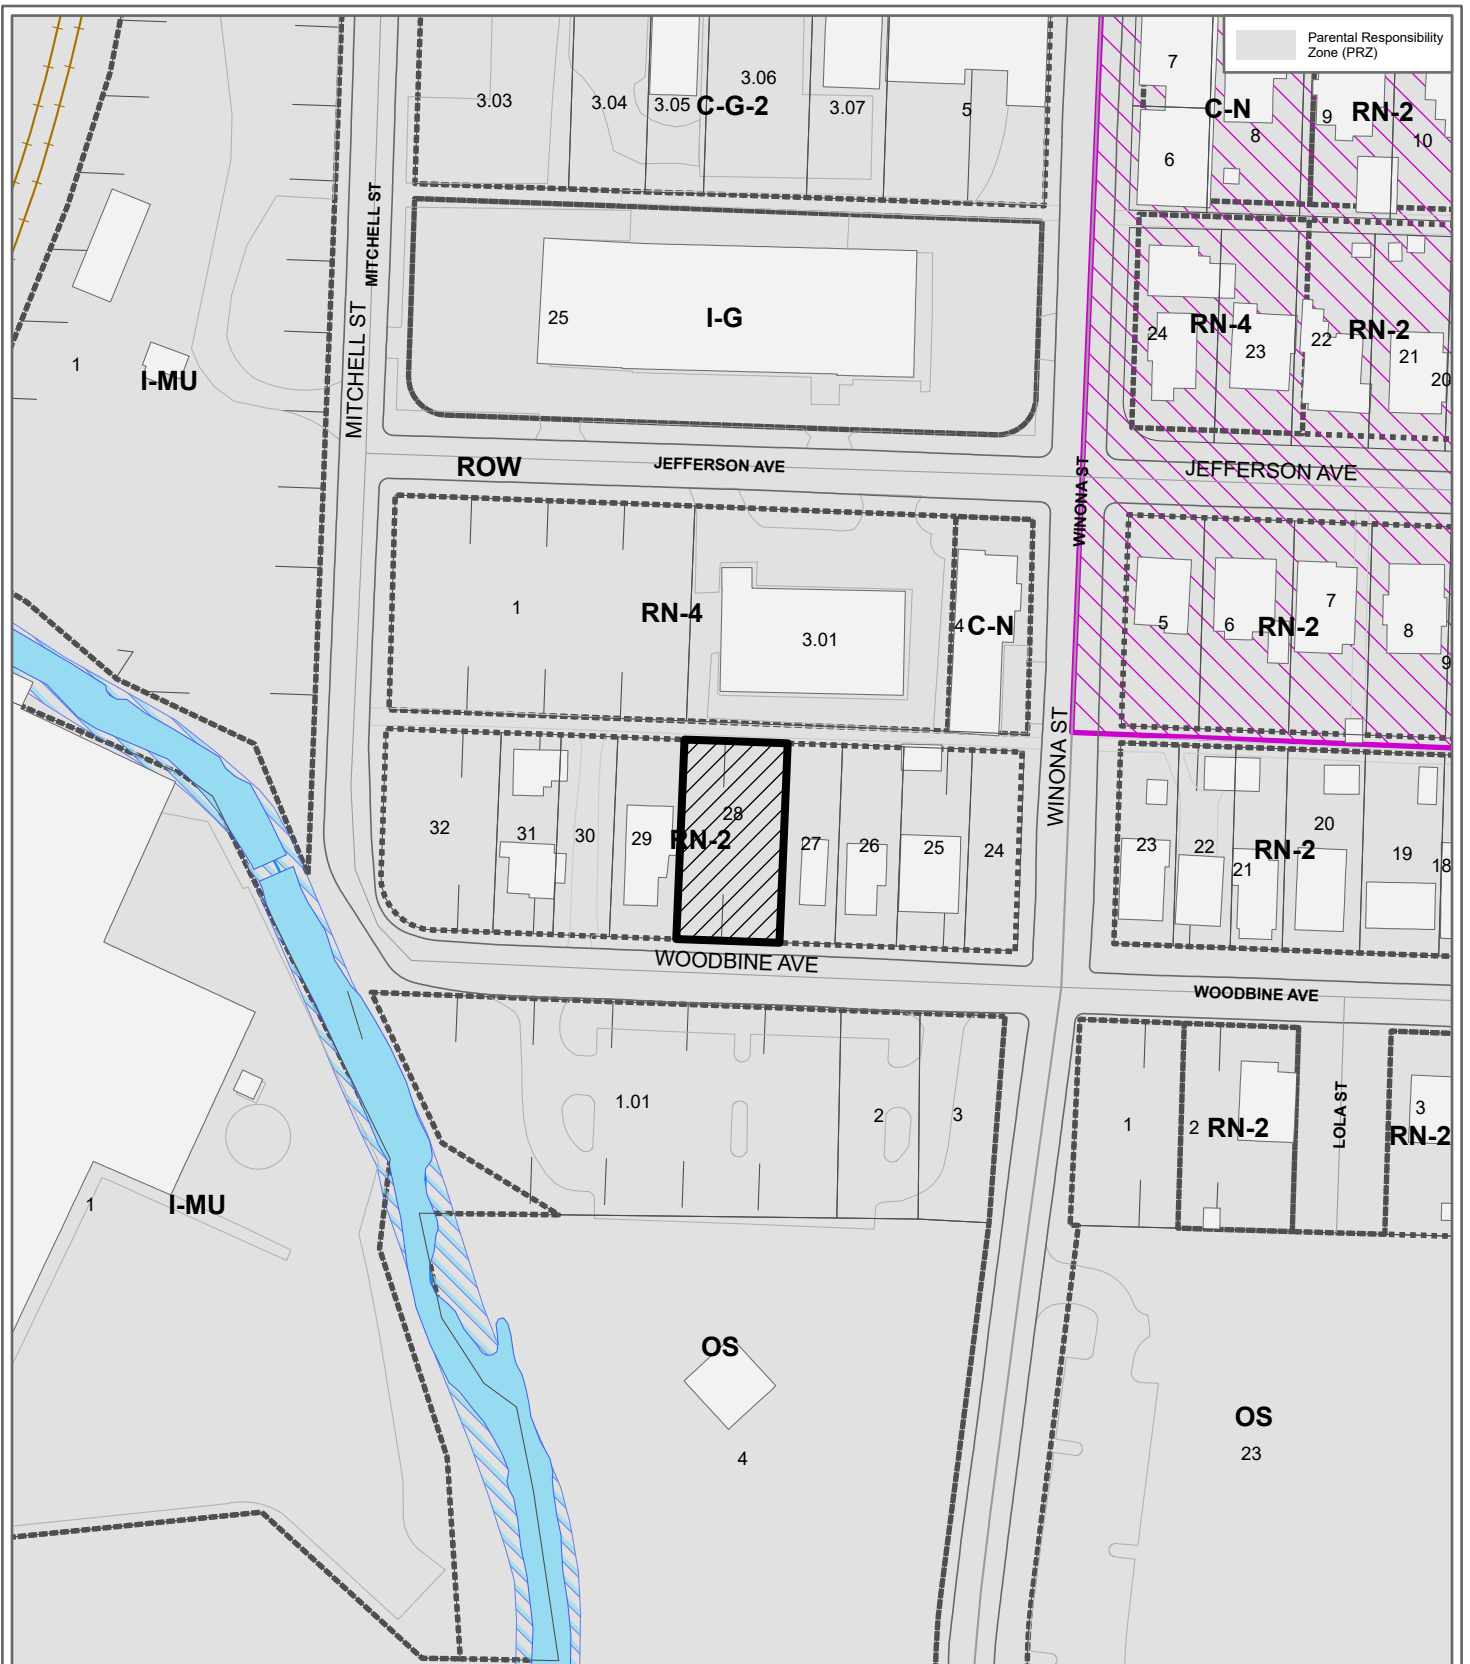 Parental Responsibility
Zone (PRZ)
7
3.06
3.03
3.04
3.05
C-G-2
3.07
5
C-N
9
RN-2
8
10
6
MITCHELL ST
MITCHELL ST
25
I-G
24
RN-4
23
22
RN-2
21
20
1
I-MU
ROW
JEFFERSON AVE
JEFFERSON AVE
WINONA ST
1
RN-4
3.01
4
C-N
5
6
RN-2
7
8
9
WINONA ST
32
31
30
29
28
RN-2
27
26
25
24
23
22
21
RN-2
20
19
18
WOODBINE AVE
WOODBINE AVE
1.01
2
3
1
2
RN-2
LOLA ST
3
RN-2
1
I-MU
OS
4
OS
23